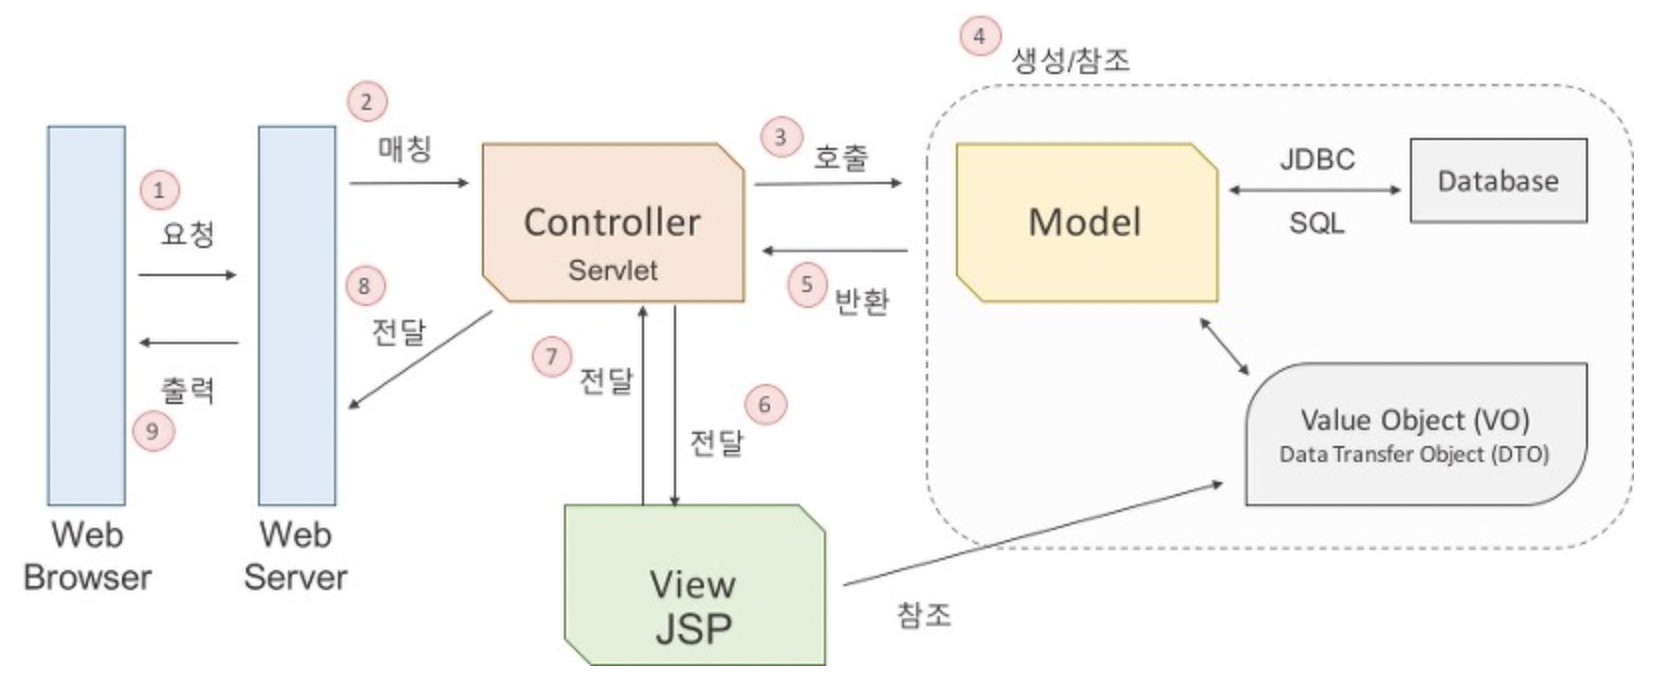 4
생성/참조
2
매칭
3
호출
1
요청
Controller
Servlet
Model
JDBC
SQL
Database
8
전달
5
반환
7
전달
6
전달
출력
9
Value Object (VO)
Data Transfer Object (DTO)
Web
Browser
Web
Server
View
JSP
참조